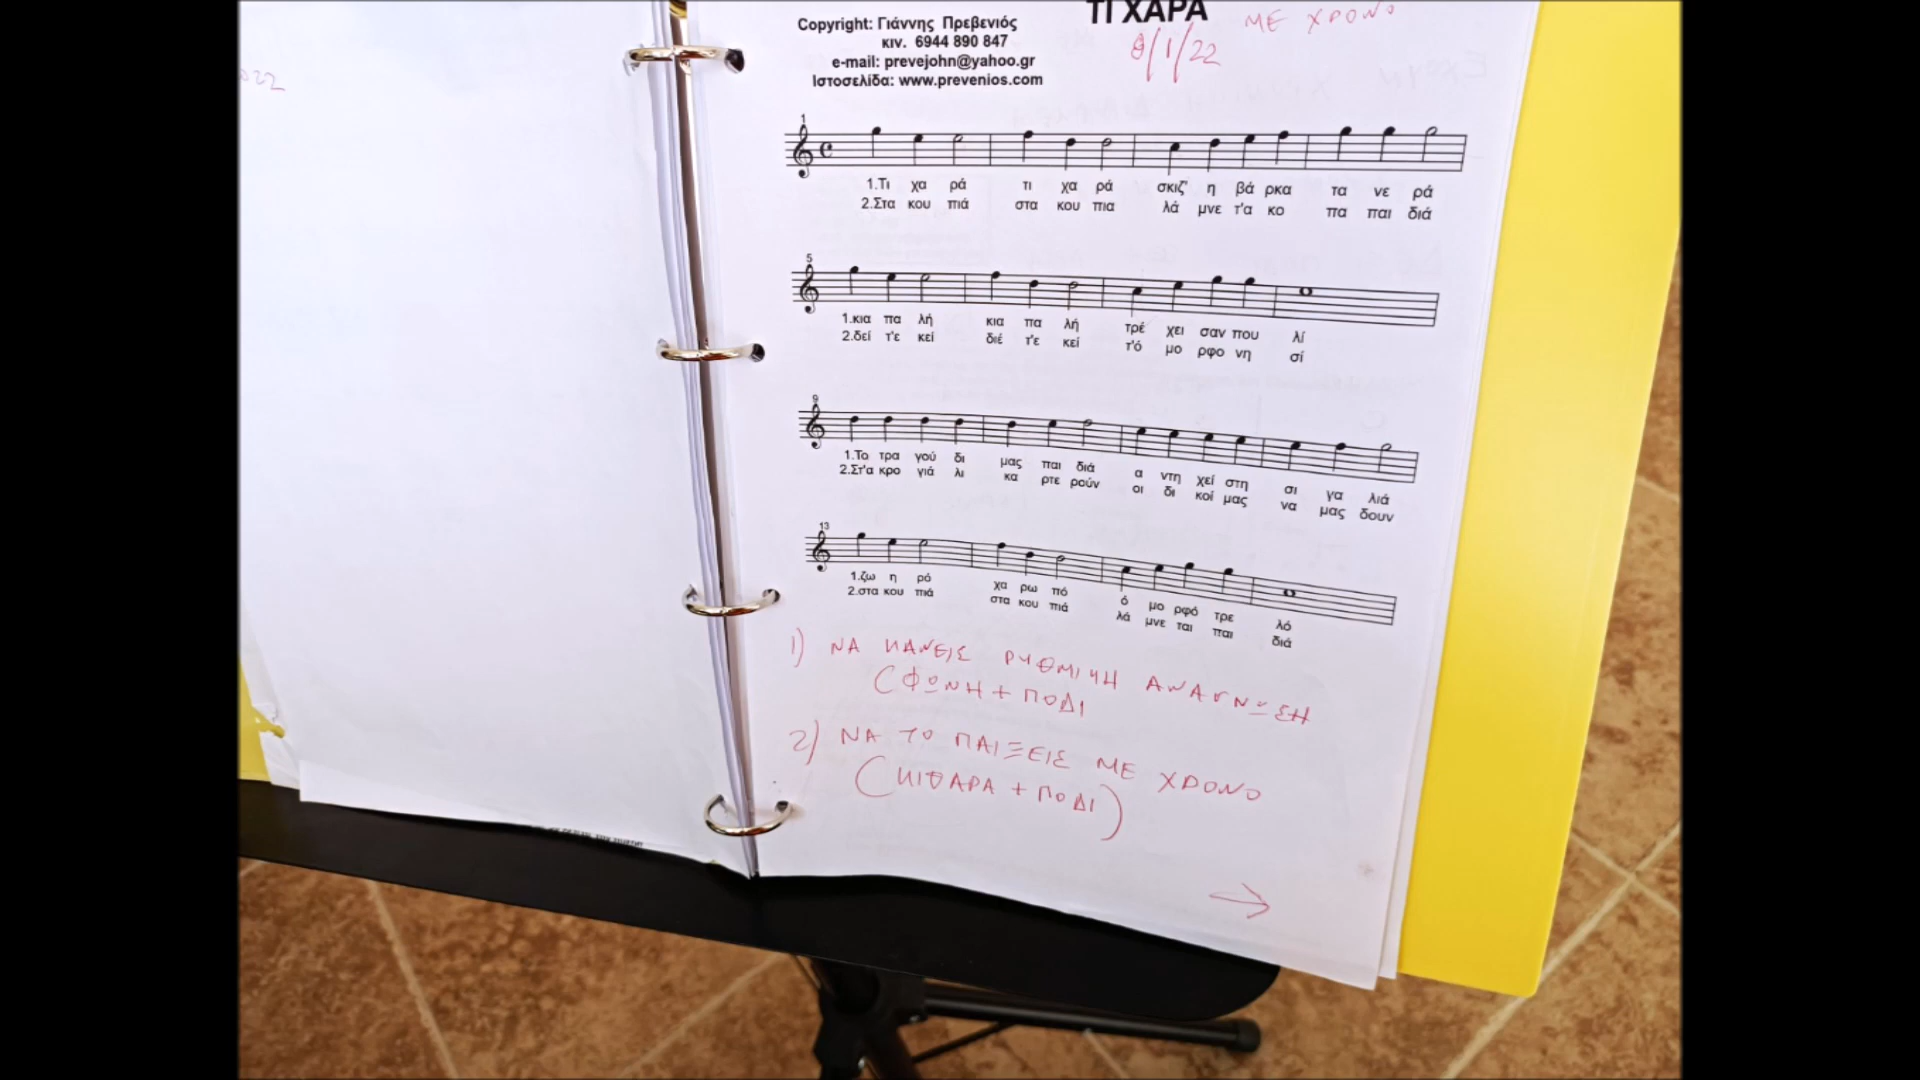 022
ΤΙ ΧΑΡΑ
ΜΕ ΧΡΟΝΟ
Copyright: Γιάννης Πρεβενιός
κιν. 6944 890 847
8/1/22
e-mail: prevejohn@yahoo.gr
Ιστοσελίδα: www.prevenios.com
1
1.Τι χα ρά τι χα ρά σκιζ' η βά ρκα τα νε ρά
2.Στα κου πιά στα κου πια λά μνε τ'α κο πα παι διά
5
1.κια πα λή κια πα λή τρέ χει σαν που λί
2.δεί τ'ε κεί διέ τ'ε κεί τ'ό μο ρφο νη σί
9
1.Το τρα γού δι μας παι διά α ντη χεί στη σι γα λιά
2.Στ'α κρο γιά λι κα ρτε ρούν οι δι κοί μας να μας δουν
13
1.ζω η ρό χα ρω πό ό μο ρφό τρε λό
2.στα κου πιά στα κου πιά λά μνε ται παι διά
1) ΝΑ ΚΑΝΕΙΣ ΡΥΘΜΙΚΗ ΑΝΑΓΝΩΣΗ
(ΦΩΝΗ + ΠΟΔΙ
2) ΝΑ ΤΟ ΠΑΙΞΕΙΣ ΜΕ ΧΡΟΝΟ
(ΚΙΘΑΡΑ + ΠΟΔΙ)